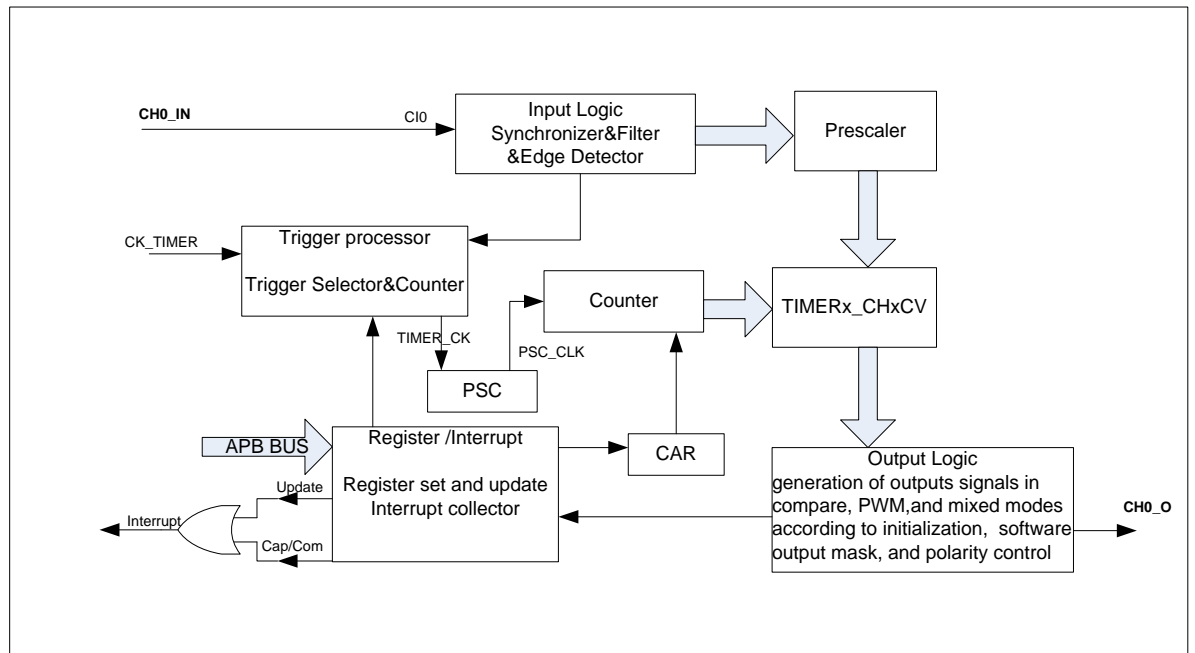 CH0_IN
CI0
Input Logic
Synchronizer&Filter
&Edge Detector
Prescaler
CK_TIMER
Trigger processor
Trigger Selector&Counter
Counter
TIMERx_CHxCV
TIMER_CK
PSC_CLK
PSC
APB BUS
Register /Interrupt
Register set and update
Interrupt collector
CAR
Update
Interrupt
Cap/Com
Output Logic
generation of outputs signals in
compare, PWM,and mixed modes
according to initialization, software
output mask, and polarity control
CH0_O